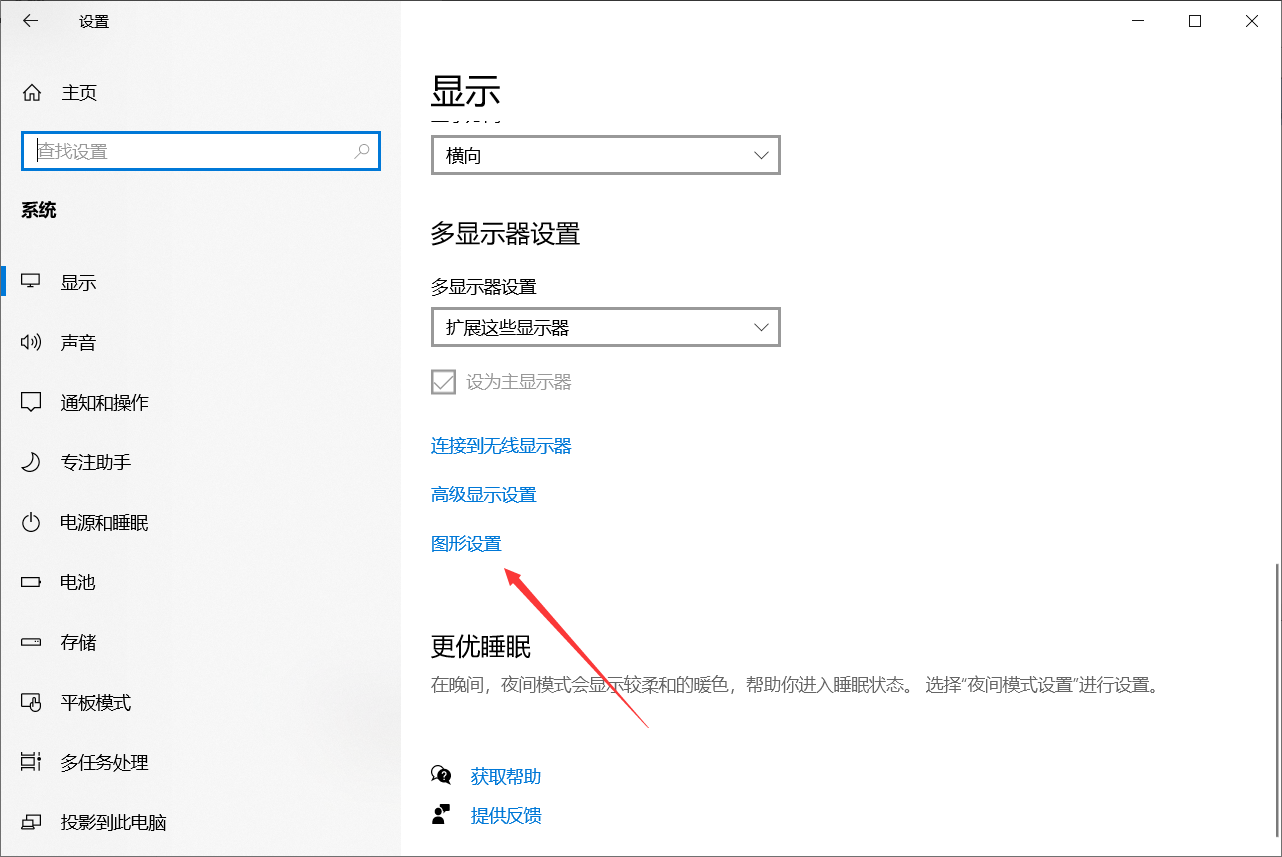 设置
主页
查找设置
系统
显示
声音
通知和操作
专注助手
电源和睡眠
电池
存储
平板模式
多任务处理
投影到此电脑
显示
横向
多显示器设置
多显示器设置
扩展这些显示器
设为主显示器
连接到无线显示器
高级显示设置
图形设置
更优睡眠
在晚间，夜间模式会显示较柔和的暖色，帮助你进入睡眠状态。 选择“夜间模式设置”进行设置。
获取帮助
提供反馈